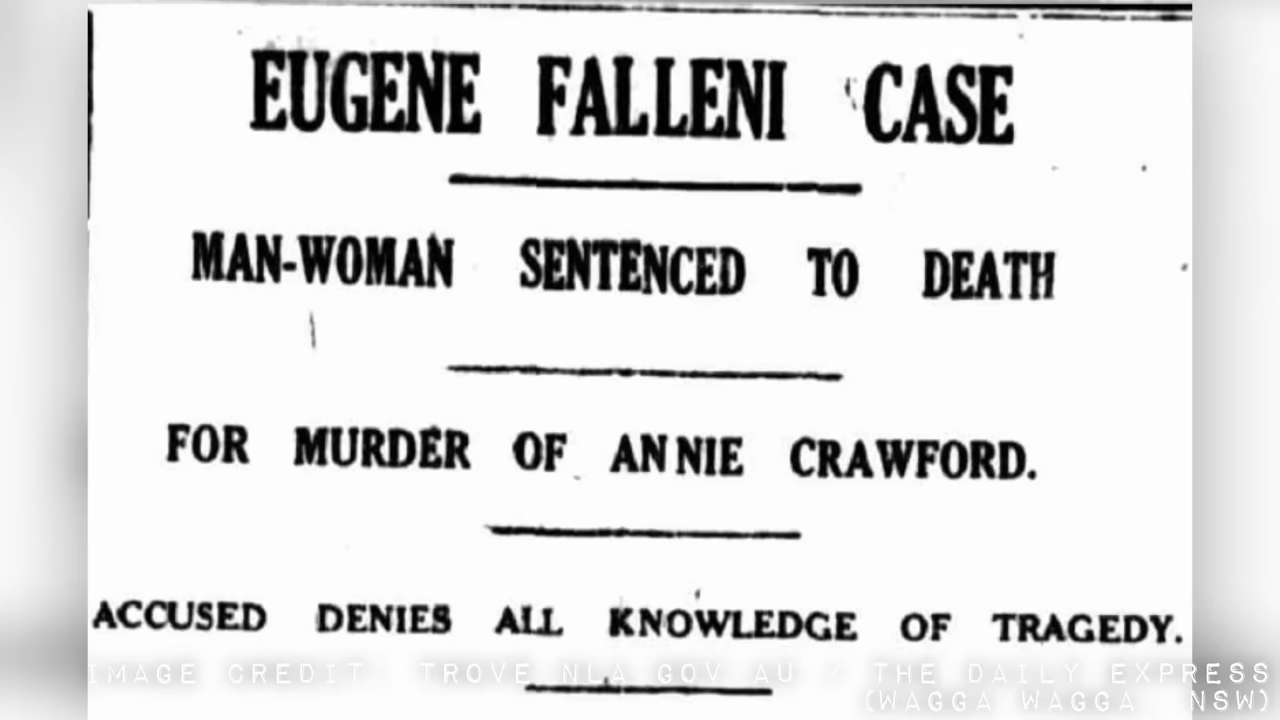 EUGENE FALLENI CASE
MAN-WOMAN SENTENCED TO DEATH
FOR MURDER OF ANNIE CRAWFORD.
ACCUSED DENIES ALL KNOWLEDGE OF TRAGEDY.
IMAGE CREDIT: TROVE NLA GOV AU / THE DAILY EXPRESS
(WAGGA WAGGA NSW)